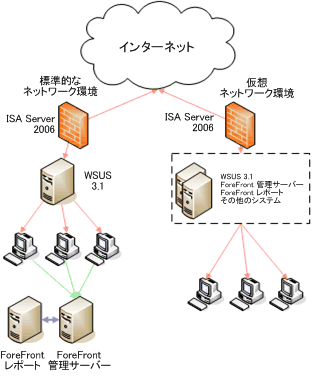 インターネット
標準的な
ネットワーク環境
仮想
ネットワーク環境
ISA Server
2006
ISA Server
2006
WSUS
3.1
WSUS 3.1
ForeFront 管理サーバー
ForeFront レポート
その他のシステム
ForeFront
レポート
ForeFront
管理サーバー